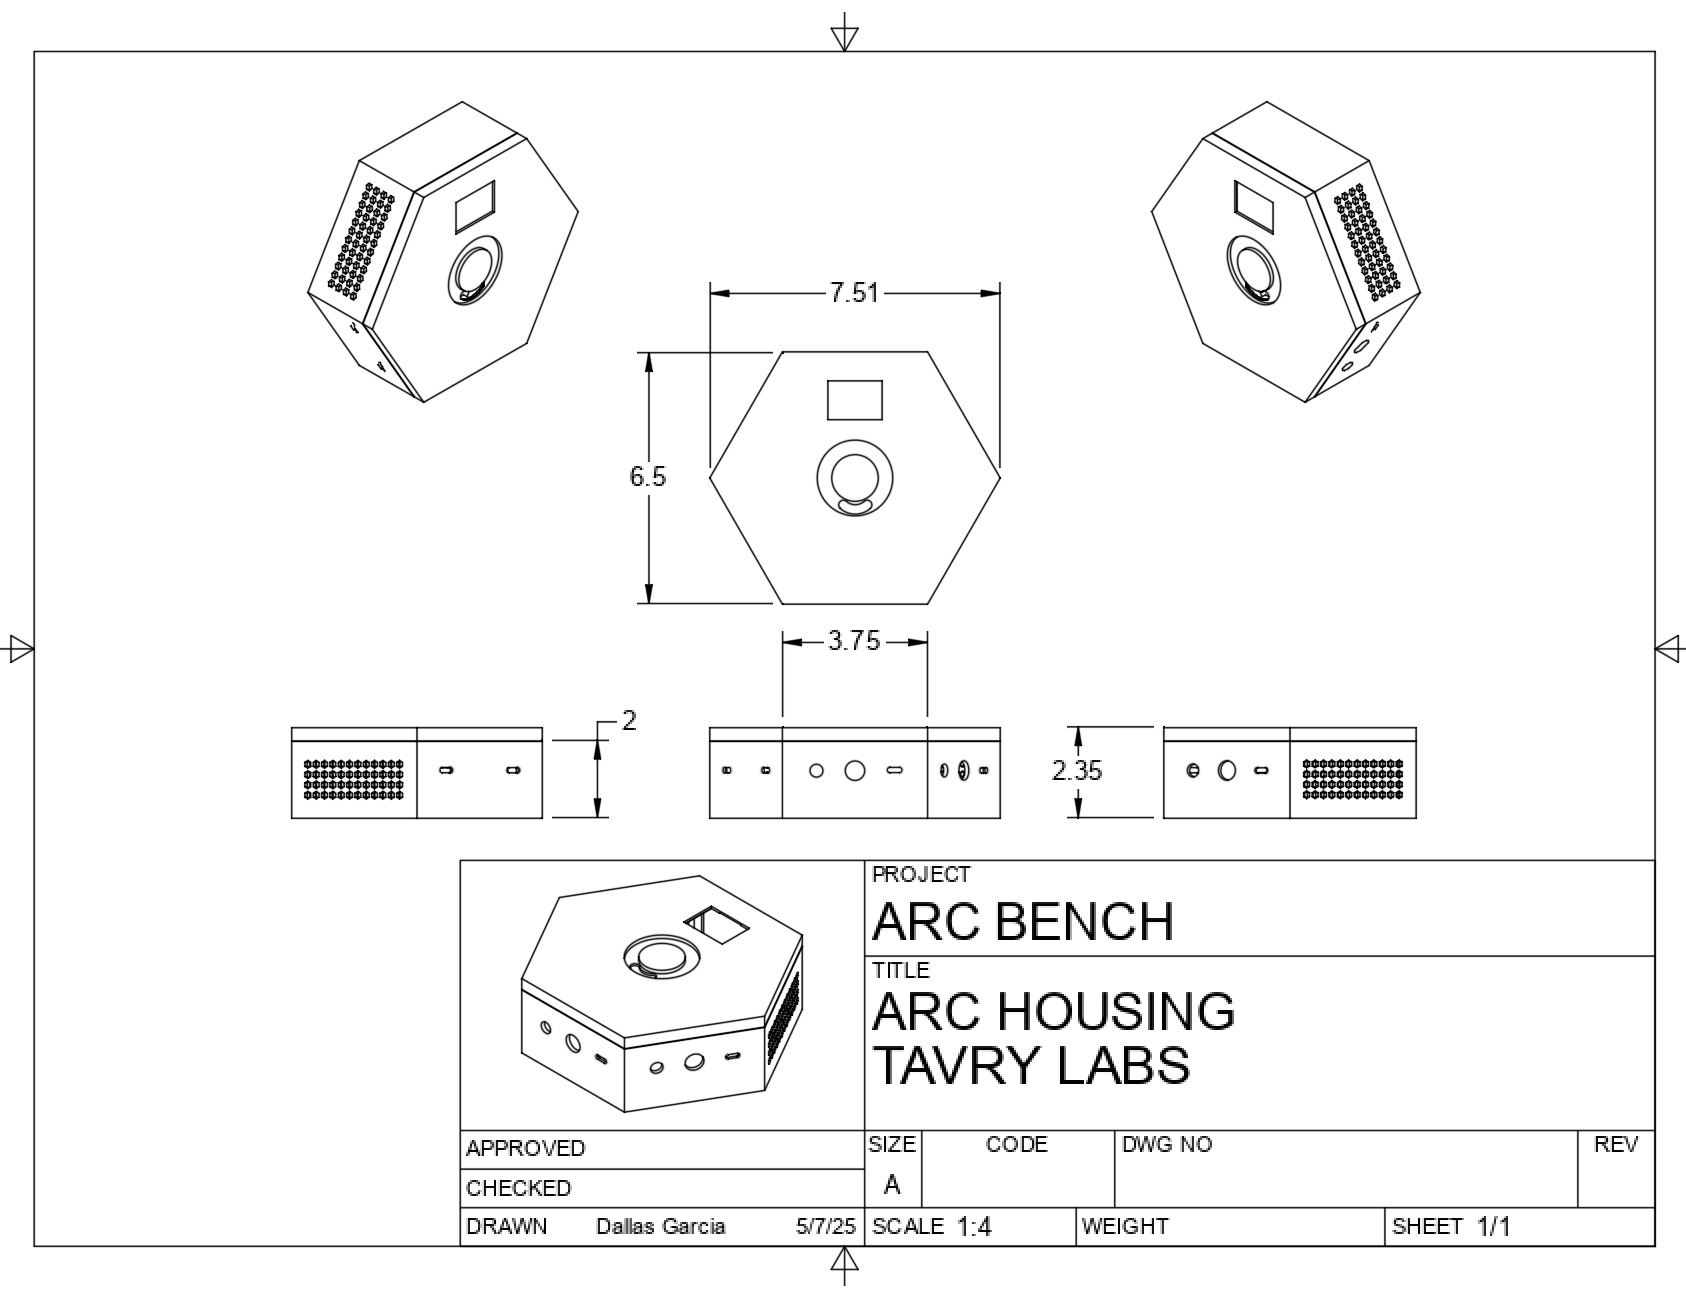 7.51
6.5
3.75
2
2.35
PROJECT
ARC BENCH
TITLE
ARC HOUSING
TAVRY LABS
APPROVED
CHECKED
DRAWN Dallas Garcia 5/7/25
SIZE
A
CODE
DWG NO
REV
SCALE 1:4
WEIGHT
SHEET 1/1